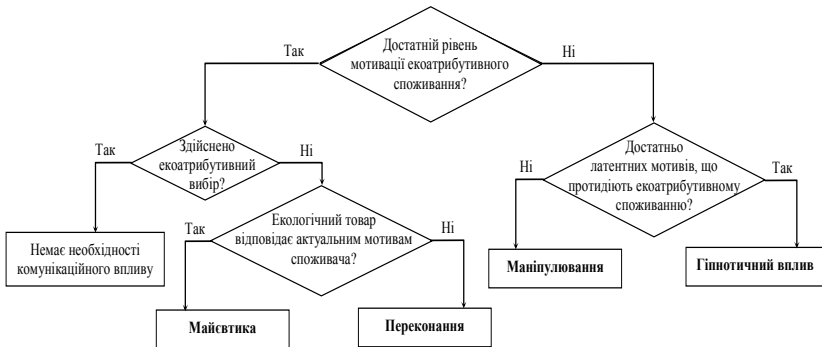 Достатній рівень
мотивації екоатрибутивного
споживання?
Так
Ні
Здійснено
екоатрибутивний
вибір?
Так
Ні
Достатньо
латентних мотивів, що
протидіють екоатрибутивному
споживанню?
Ні
Так
Немає необхідності
комунікаційного впливу
Екологічний товар
відповідає актуальним мотивам
споживача?
Так
Ні
Маніпулювання
Гіпнотичний вплив
Майєвтика
Переконання